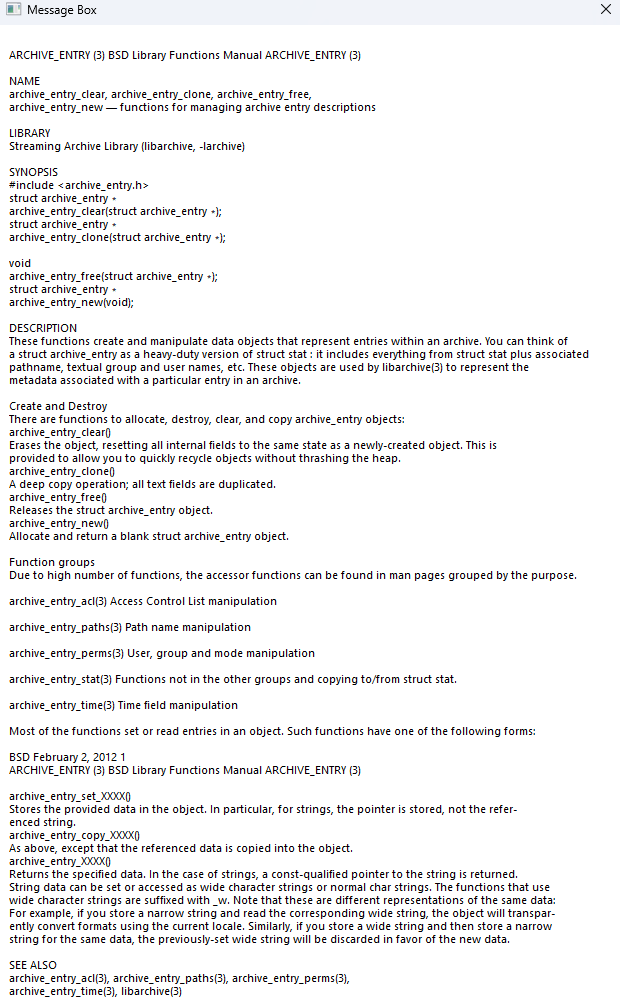 Message Box
ARCHIVE_ENTRY (3) BSD Library Functions Manual ARCHIVE_ENTRY (3)
NAME
archive_entry_clear, archive_entry_clone, archive_entry_free,
archive_entry_new — functions for managing archive entry descriptions
LIBRARY
Streaming Archive Library (libarchive, -larchive)
SYNOPSIS
#include <archive_entry.h>
struct archive_entry *
archive_entry_clear(struct archive_entry *);
struct archive_entry *
archive_entry_clone(struct archive_entry *);
void
archive_entry_free(struct archive_entry *);
struct archive_entry *
archive_entry_new(void);
DESCRIPTION
These functions create and manipulate data objects that represent entries within an archive. You can think of
a struct archive_entry as a heavy-duty version of struct stat : it includes everything from struct stat plus associated
pathname, textual group and user names, etc. These objects are used by libarchive(3) to represent the
metadata associated with a particular entry in an archive.
Create and Destroy
There are functions to allocate, destroy, clear, and copy archive_entry objects:
archive_entry_clear()
Erases the object, resetting all internal fields to the same state as a newly-created object. This is
provided to allow you to quickly recycle objects without thrashing the heap.
archive_entry_clone()
A deep copy operation; all text fields are duplicated.
archive_entry_free()
Releases the struct archive_entry object.
archive_entry_new()
Allocate and return a blank struct archive_entry object.
Function groups
Due to high number of functions, the accessor functions can be found in man pages grouped by the purpose.
archive_entry_acl(3) Access Control List manipulation
archive_entry_paths(3) Path name manipulation
archive_entry_perms(3) User, group and mode manipulation
archive_entry_stat(3) Functions not in the other groups and copying to/from struct stat.
archive_entry_time(3) Time field manipulation
Most of the functions set or read entries in an object. Such functions have one of the following forms:
BSD February 2, 2012 1
ARCHIVE_ENTRY (3) BSD Library Functions Manual ARCHIVE_ENTRY (3)
archive_entry_set_XXXX()
Stores the provided data in the object. In particular, for strings, the pointer is stored, not the refer-
enced string.
archive_entry_copy_XXXX()
As above, except that the referenced data is copied into the object.
archive_entry_XXXX()
Returns the specified data. In the case of strings, a const-qualified pointer to the string is returned.
String data can be set or accessed as wide character strings or normal char strings. The functions that use
wide character strings are suffixed with _w. Note that these are different representations of the same data:
For example, if you store a narrow string and read the corresponding wide string, the object will transpar-
ently convert formats using the current locale. Similarly, if you store a wide string and then store a narrow
string for the same data, the previously-set wide string will be discarded in favor of the new data.
SEE ALSO
archive_entry_acl(3), archive_entry_paths(3), archive_entry_perms(3),
archive_entry_time(3), libarchive(3)